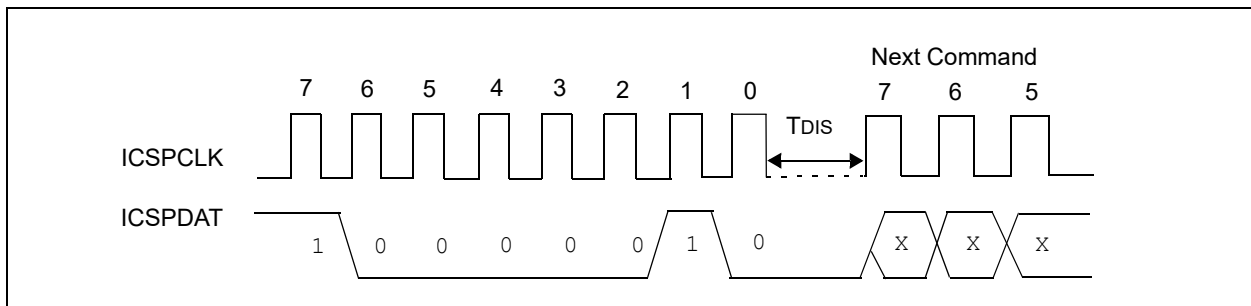 Next Command
7 6 5 4 3 2 1 0 7 6 5
TDIS
ICSPCLK
ICSPDAT
1 0 0 0 0 0 1 0 X X X